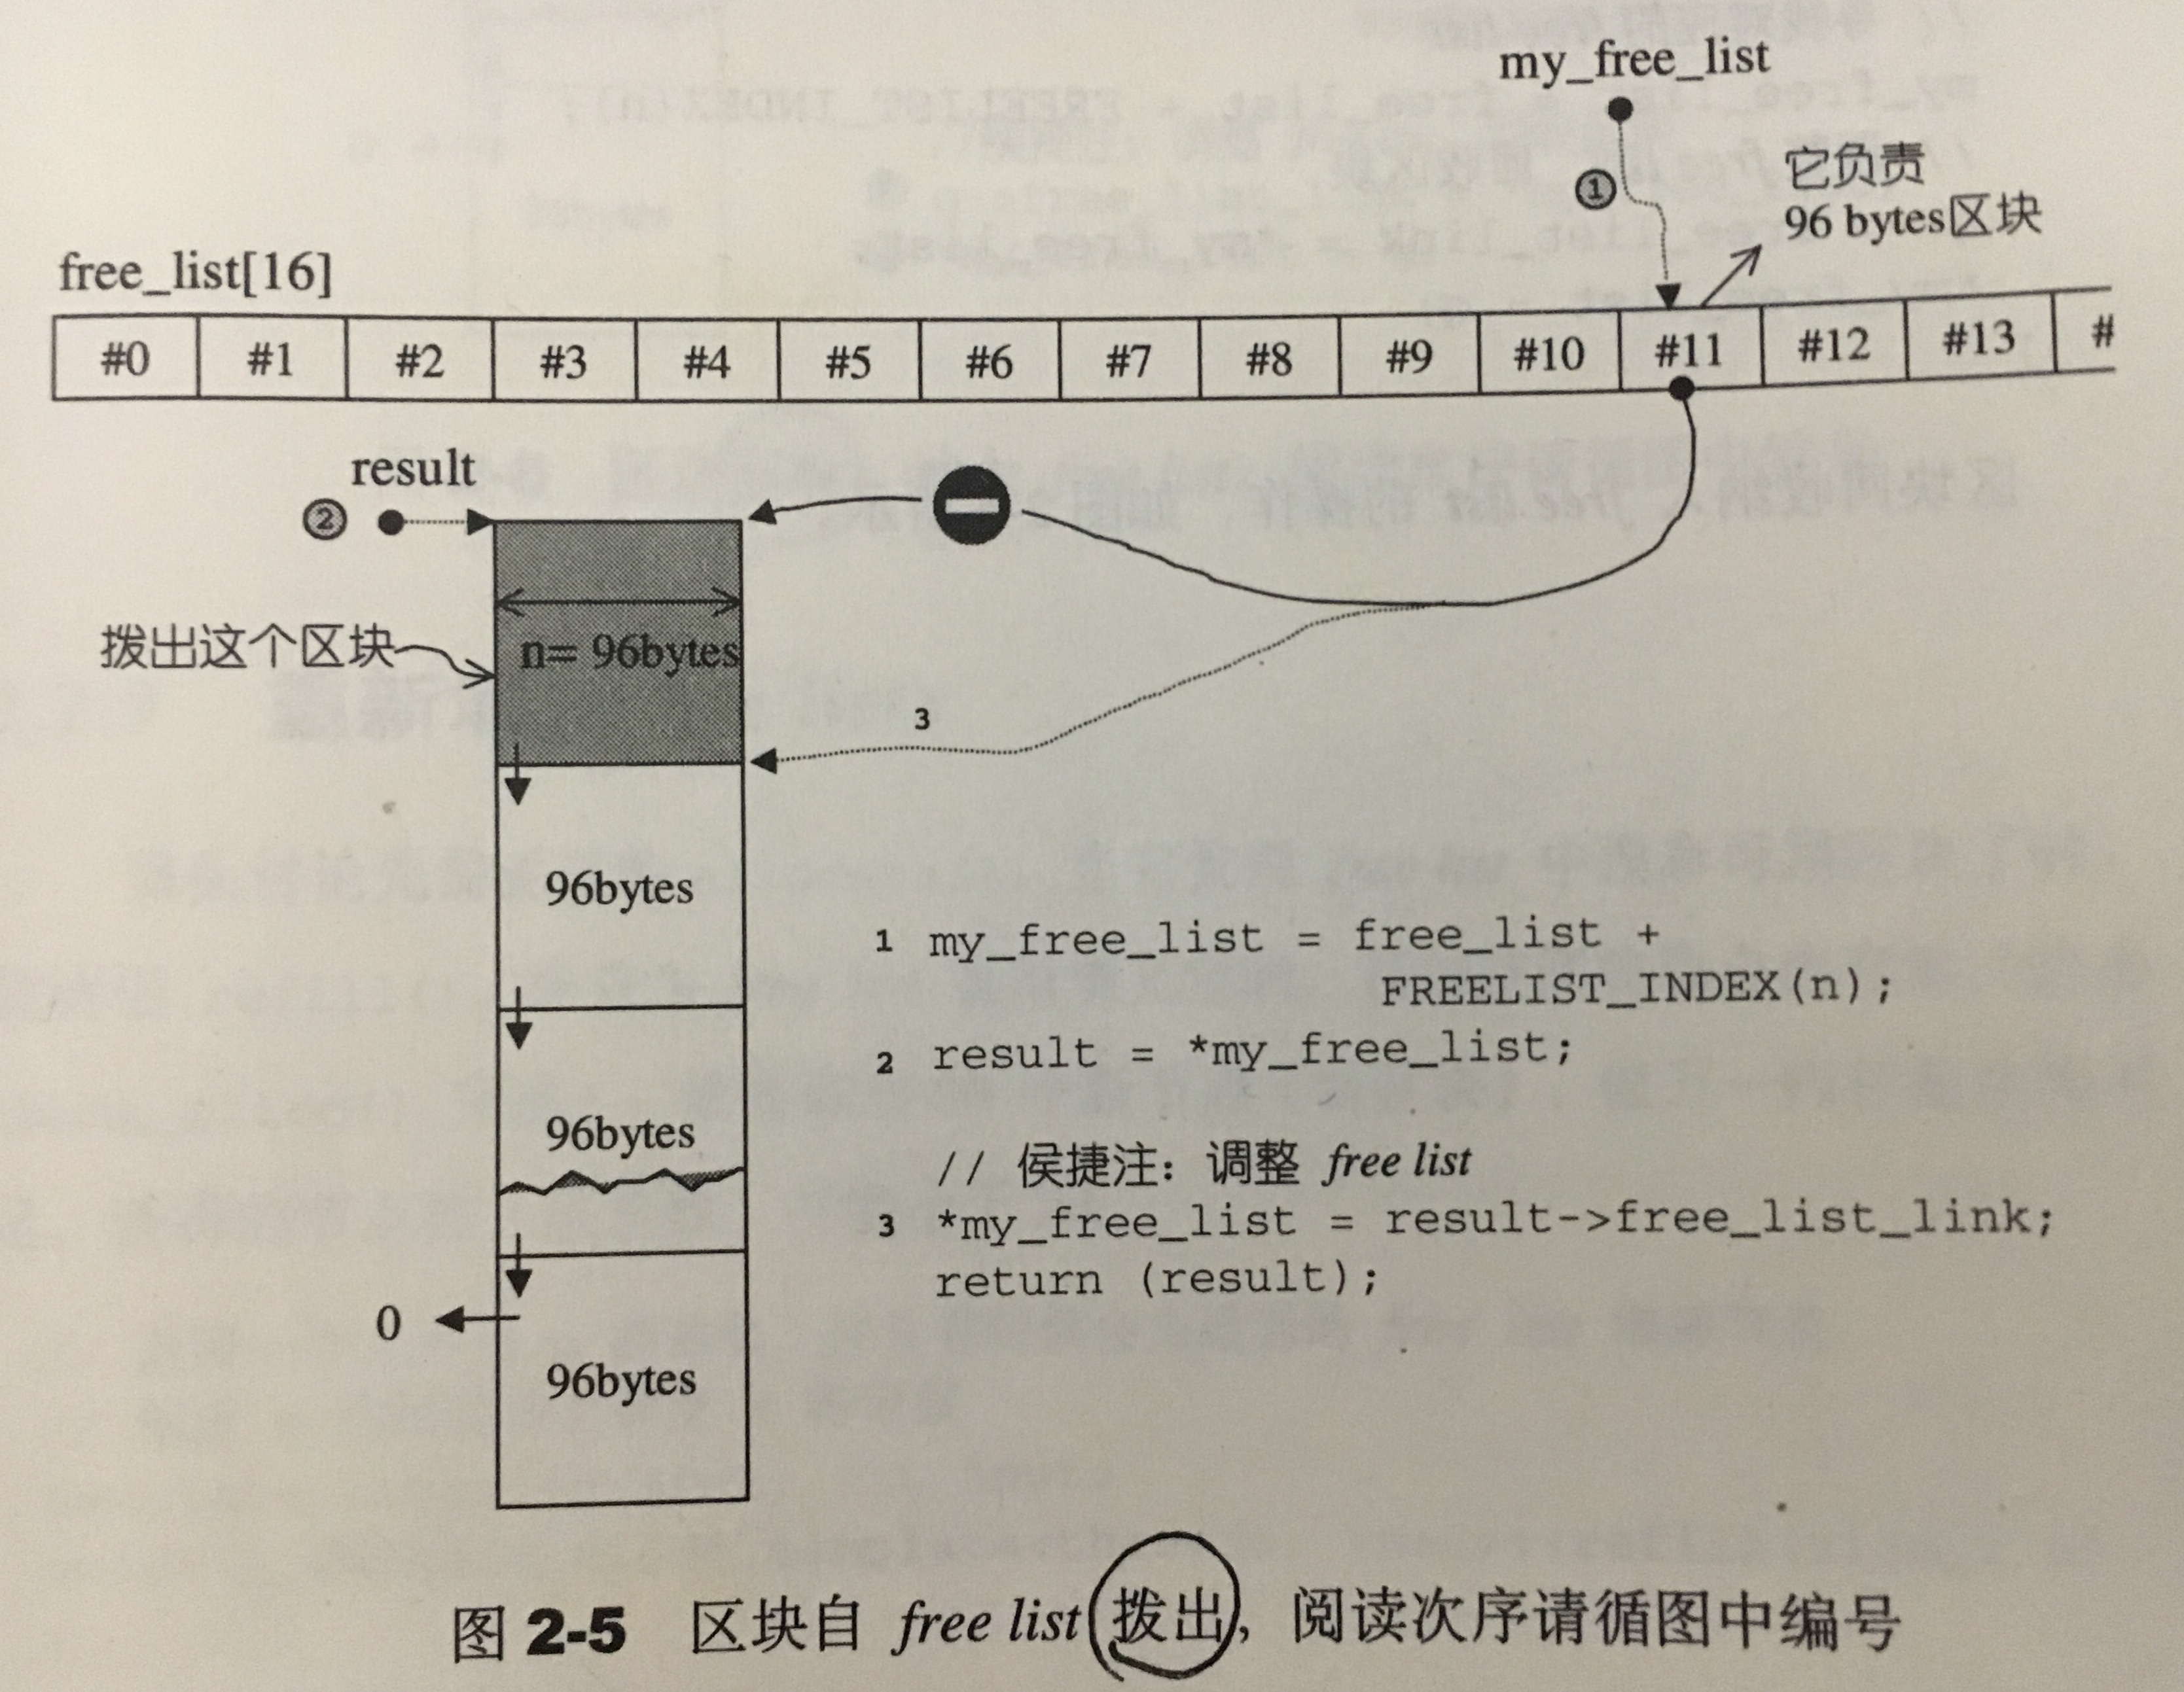 my_free_list
①
它负责
96 bytes区块
free_list[16]
#0 #1 #2 #3 #4 #5 #6 #7 #8 #9 #10 #11 #12 #13 #
result
②
拨出这个区块
n= 96bytes
3
96bytes
96bytes
0
96bytes
1 my_free_list = free_list +
FREELIST_INDEX(n);
2 result = *my_free_list;
// 侯捷注：调整 free list
3 *my_free_list = result->free_list_link;
return (result);
图 2-5 区块自 free list 拨出，阅读次序请循图中编号